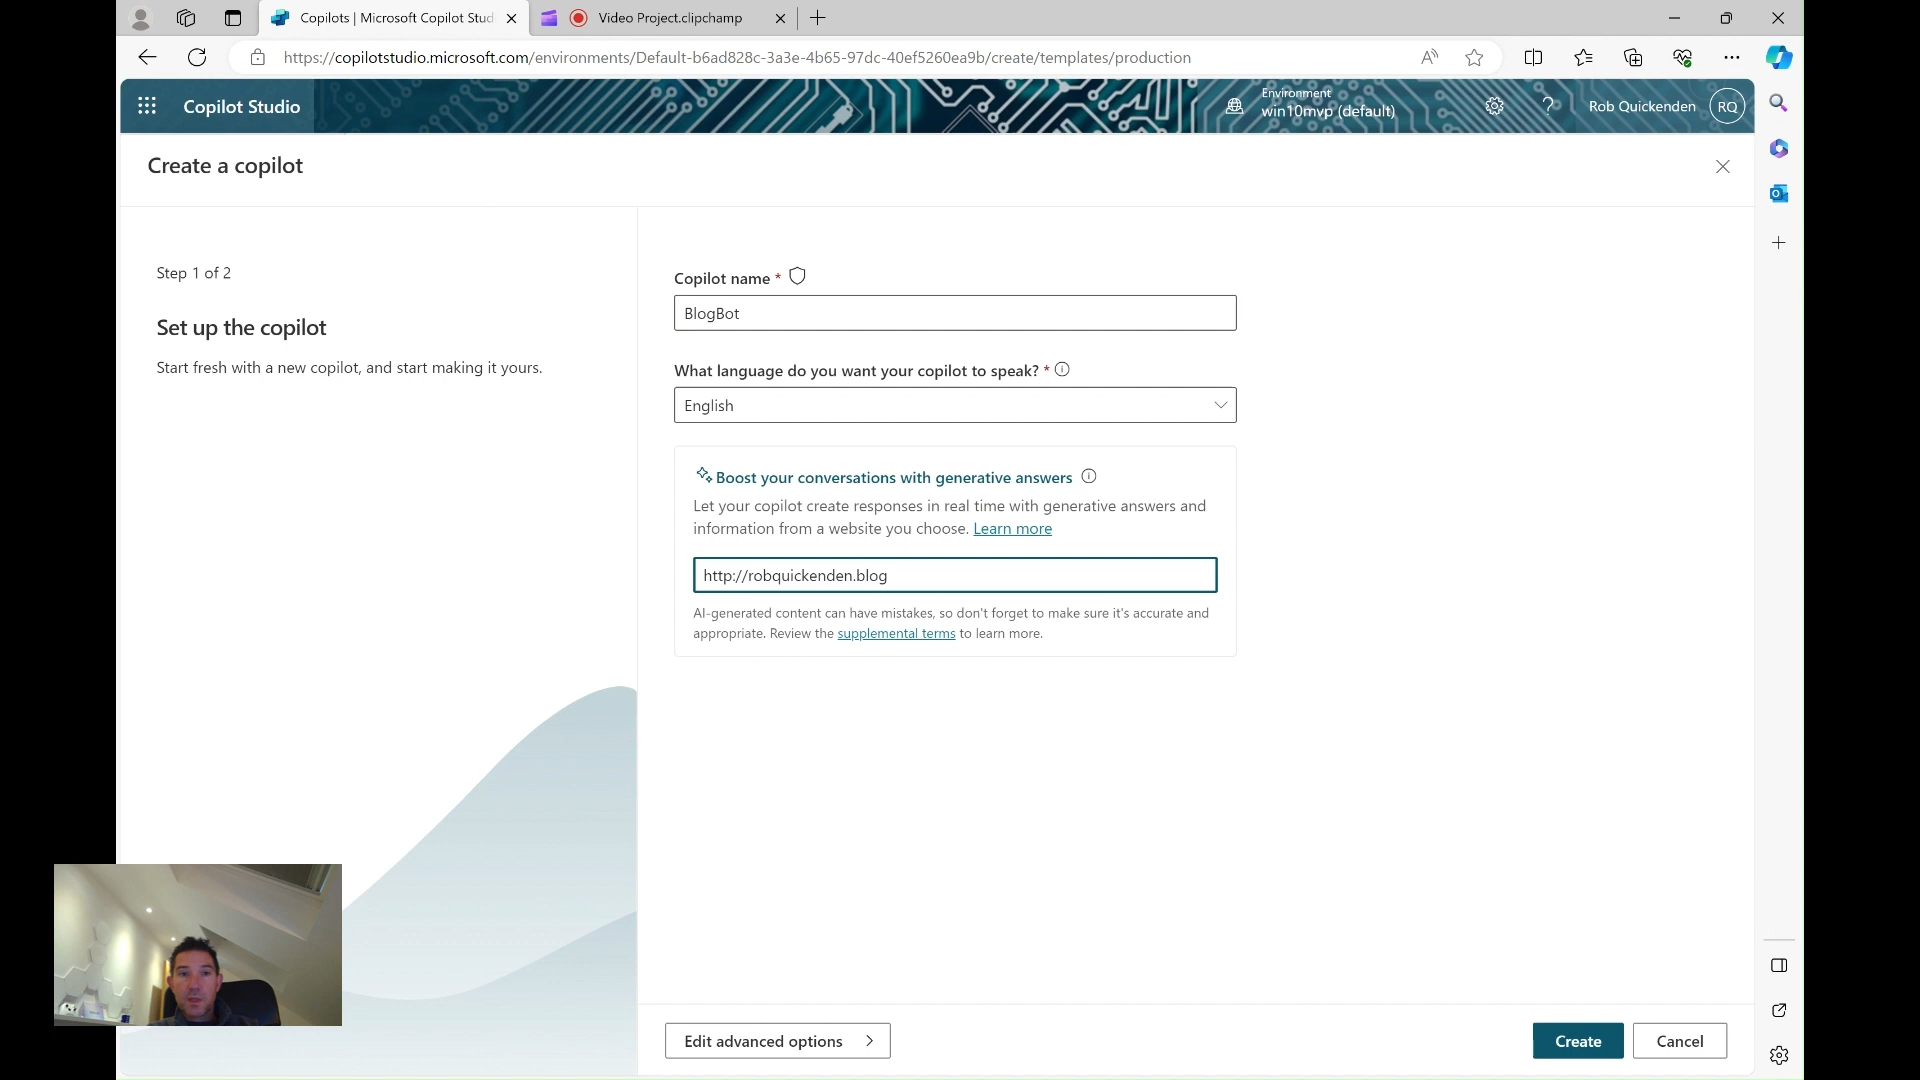 Copilots | Microsoft Copilot Stud
Video Project.clipchamp
https://copilotstudio.microsoft.com/environments/Default-b6ad828c-3a3e-4b65-97dc-40ef5260ea9b/create/templates/production
Copilot Studio
Environment
win10mvp (default)
Rob Quickenden
RQ
Create a copilot
Step 1 of 2
Set up the copilot
Start fresh with a new copilot, and start making it yours.
Copilot name *
BlogBot
What language do you want your copilot to speak? *
English
Boost your conversations with generative answers
Let your copilot create responses in real time with generative answers and
information from a website you choose. Learn more
http://robquickenden.blog
AI-generated content can have mistakes, so don't forget to make sure it's accurate and
appropriate. Review the supplemental terms to learn more.
Edit advanced options
Create
Cancel